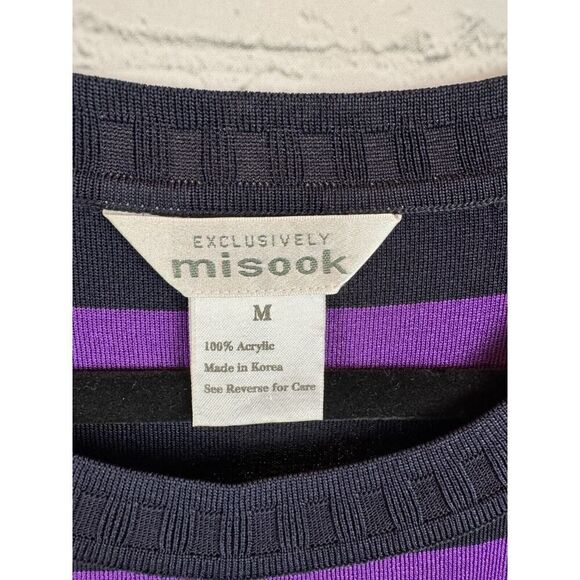 EXCLUSIVELY
misook
M
100% Acrylic
Made in Korea
See Reverse for Care